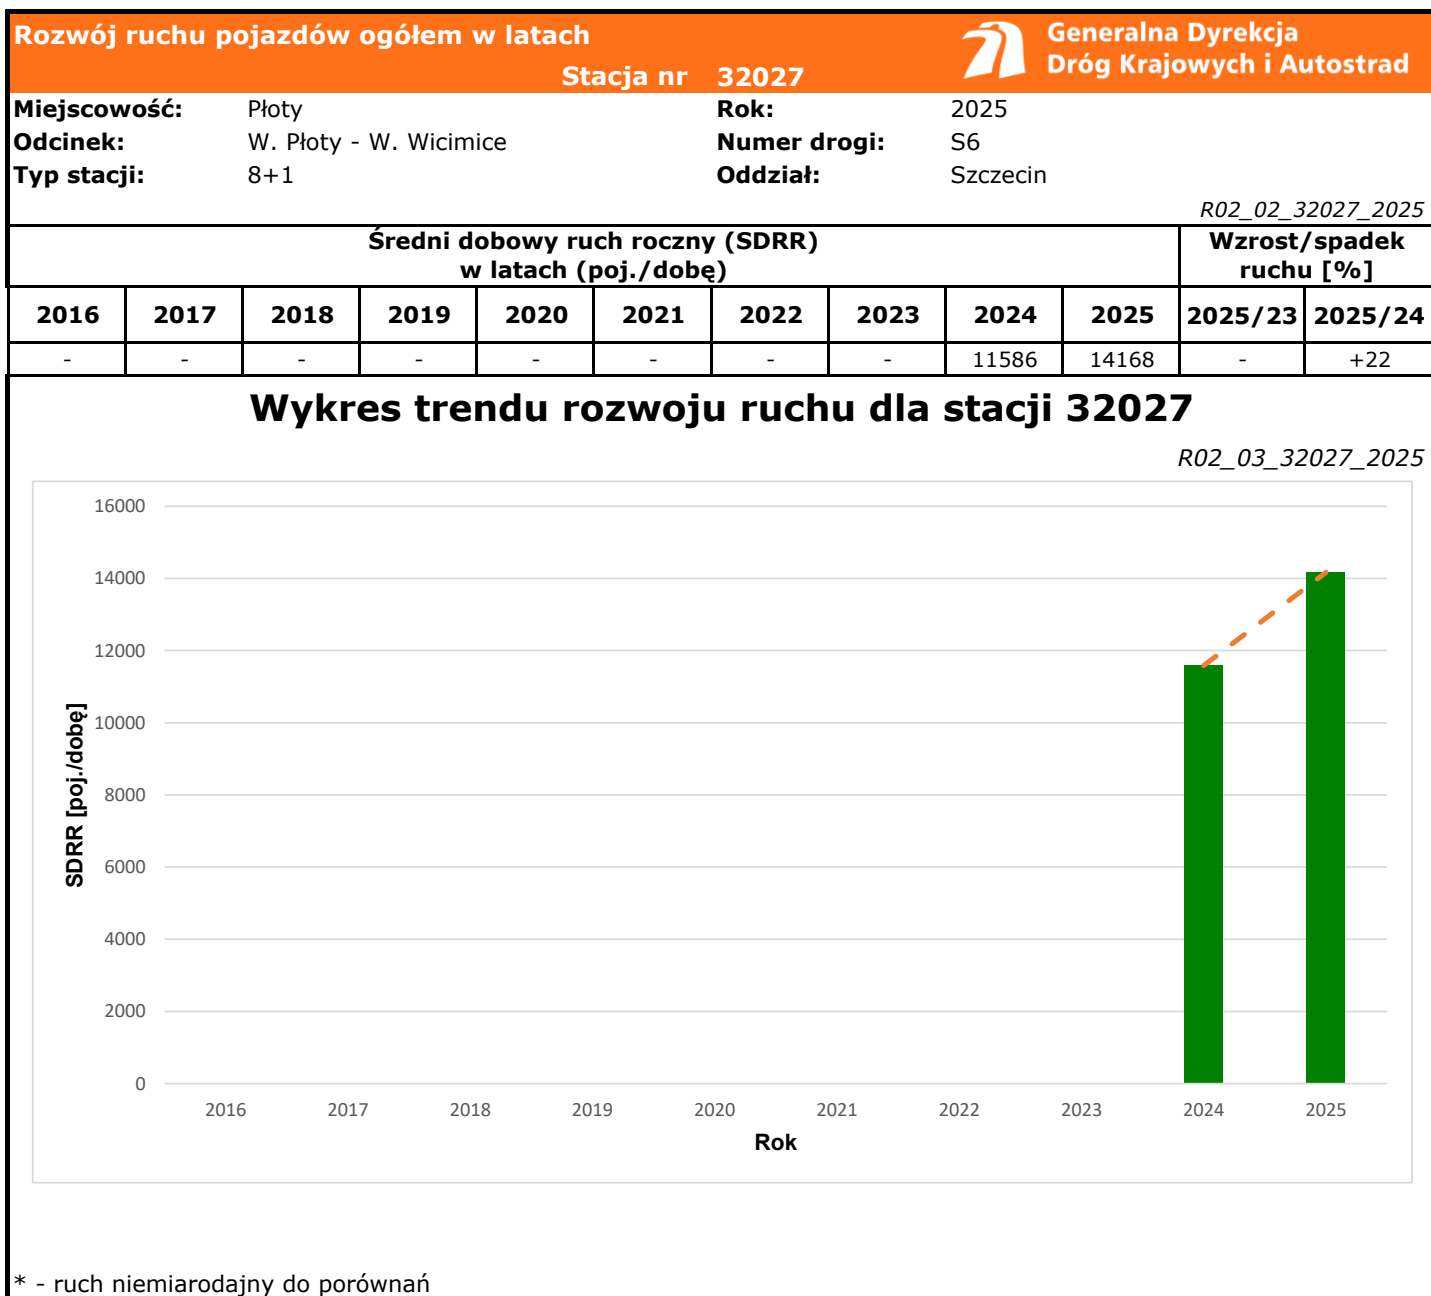 Rozwój ruchu pojazdów ogółem w latach
Generalna Dyrekcja
Dróg Krajowych i Autostrad
Stacja nr 32027
Miejscowość: Płoty Rok: 2025
Odcinek: W. Płoty - W. Wicimice Numer drogi: S6
Typ stacji: 8+1 Oddział: Szczecin
R02_02_32027_2025
Średni dobowy ruch roczny (SDRR)
w latach (poj./dobę)
Wzrost/spadek
ruchu [%]
2016 2017 2018 2019 2020 2021 2022 2023 2024 2025 2025/23 2025/24
- - - - - - - - 11586 14168 - +22
Wykres trendu rozwoju ruchu dla stacji 32027
R02_03_32027_2025
SDRR [poj./dobę]
16000
14000
12000
10000
8000
6000
4000
2000
0
2016 2017 2018 2019 2020 2021 2022 2023 2024 2025
Rok
* - ruch niemiarodajny do porównań